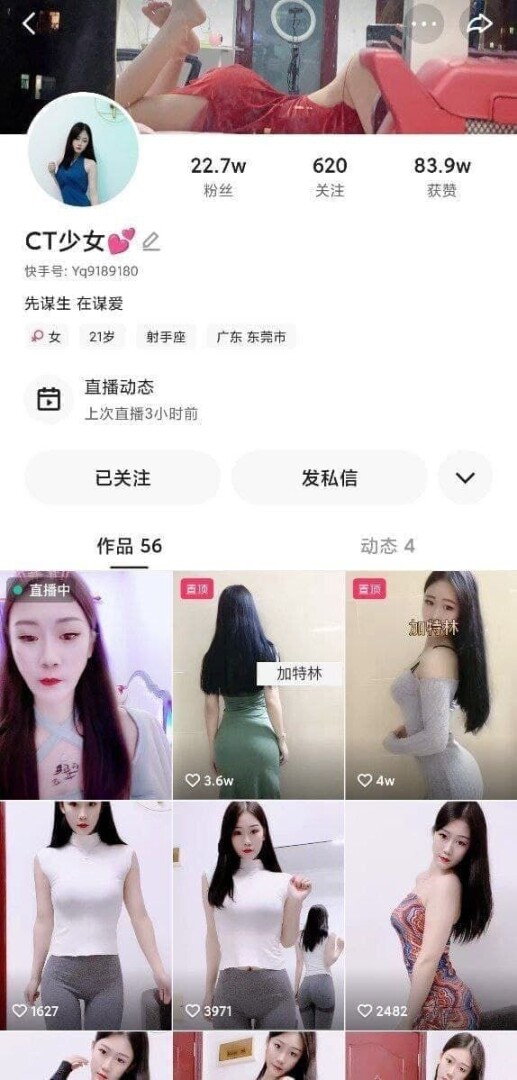 22.7w
620
83.9w
粉丝
关注
获赞
CT少女💕
快手号: Yq9189180
先谋生 在谋爱
女
21岁
射手座
广东 东莞市
直播动态
上次直播3小时前
已关注
发私信
作品 56
动态 4
直播中
置顶
加特林
3.6w
置顶
加特林
4w
1627
3971
2482